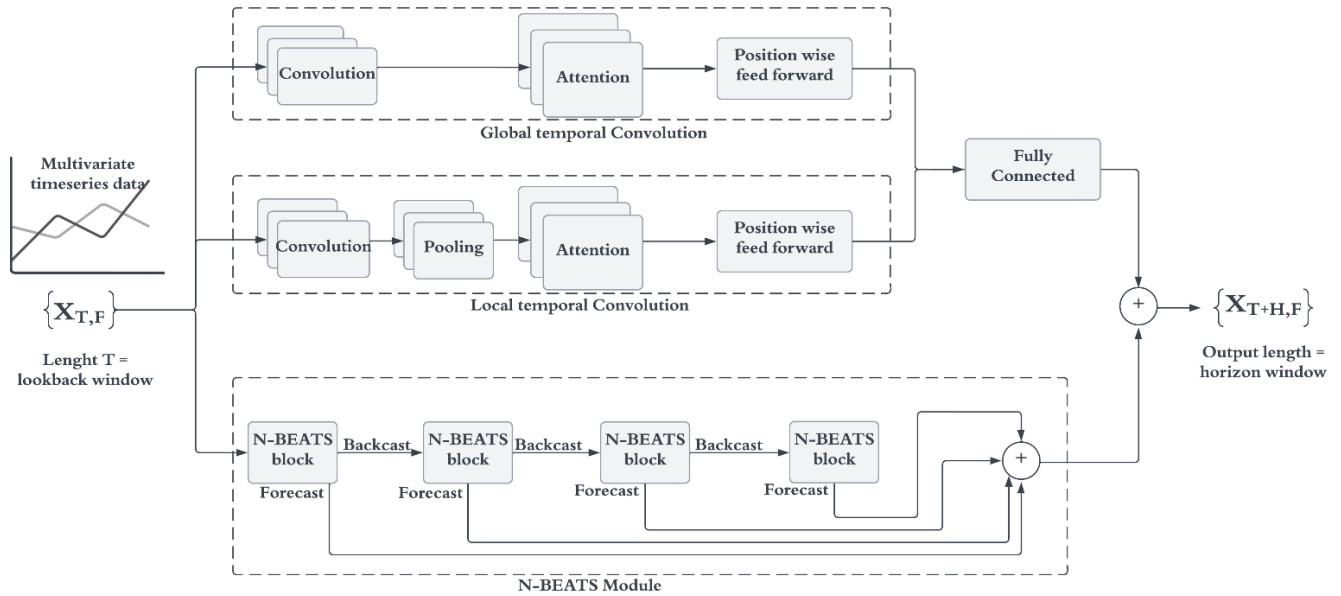 Convolution
Attention
Position wise
feed forward
Global temporal Convolution
Multivariate
timeseries data
Fully
Connected
Convolution
Pooling
Attention
Position wise
feed forward
Local temporal Convolution
{X_T,F}
Lenght T =
lookback window
+
{X_T+H,F}
Output length =
horizon window
N-BEATS
block
Backcast
N-BEATS
block
Backcast
N-BEATS
block
Backcast
N-BEATS
block
+
Forecast
Forecast
Forecast
Forecast
N-BEATS Module